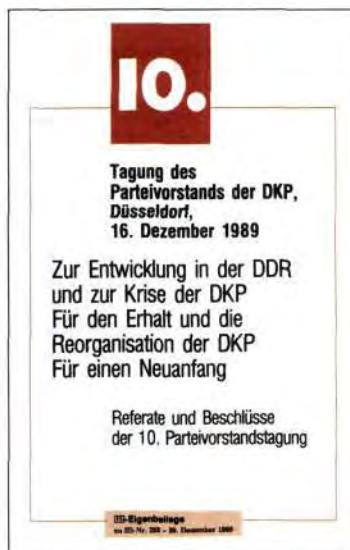 10.
Tagung des
Parteivorstands der DKP,
Düsseldorf,
16. Dezember 1989
Zur Entwicklung in der DDR
und zur Krise der DKP
Für den Erhalt und die
Reorganisation der DKP
Für einen Neuanfang
Referate und Beschlüsse
der 10. Parteivorstandstagung
-Eigenbeilage
Dezember 1989